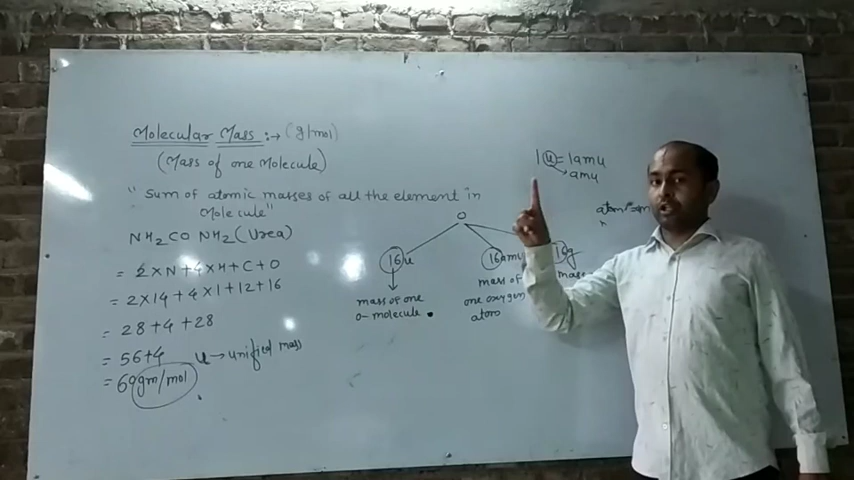 Molecular Mass :→ (g/mol)
(Mass of one Molecule)
"Sum of atomic masses of all the element in
Molecule"
NH2CO NH2 (Urea)
= 2×N+4×H+C+O
= 2×14+4×1+12+16
= 28+4+28
= 56+4
= 60gm/mol
u → unified mass
O
16u
mass of one
o-molecule
16amu
mass of
one oxygen
atom
16g
mass
1u = 1amu
amu
atom